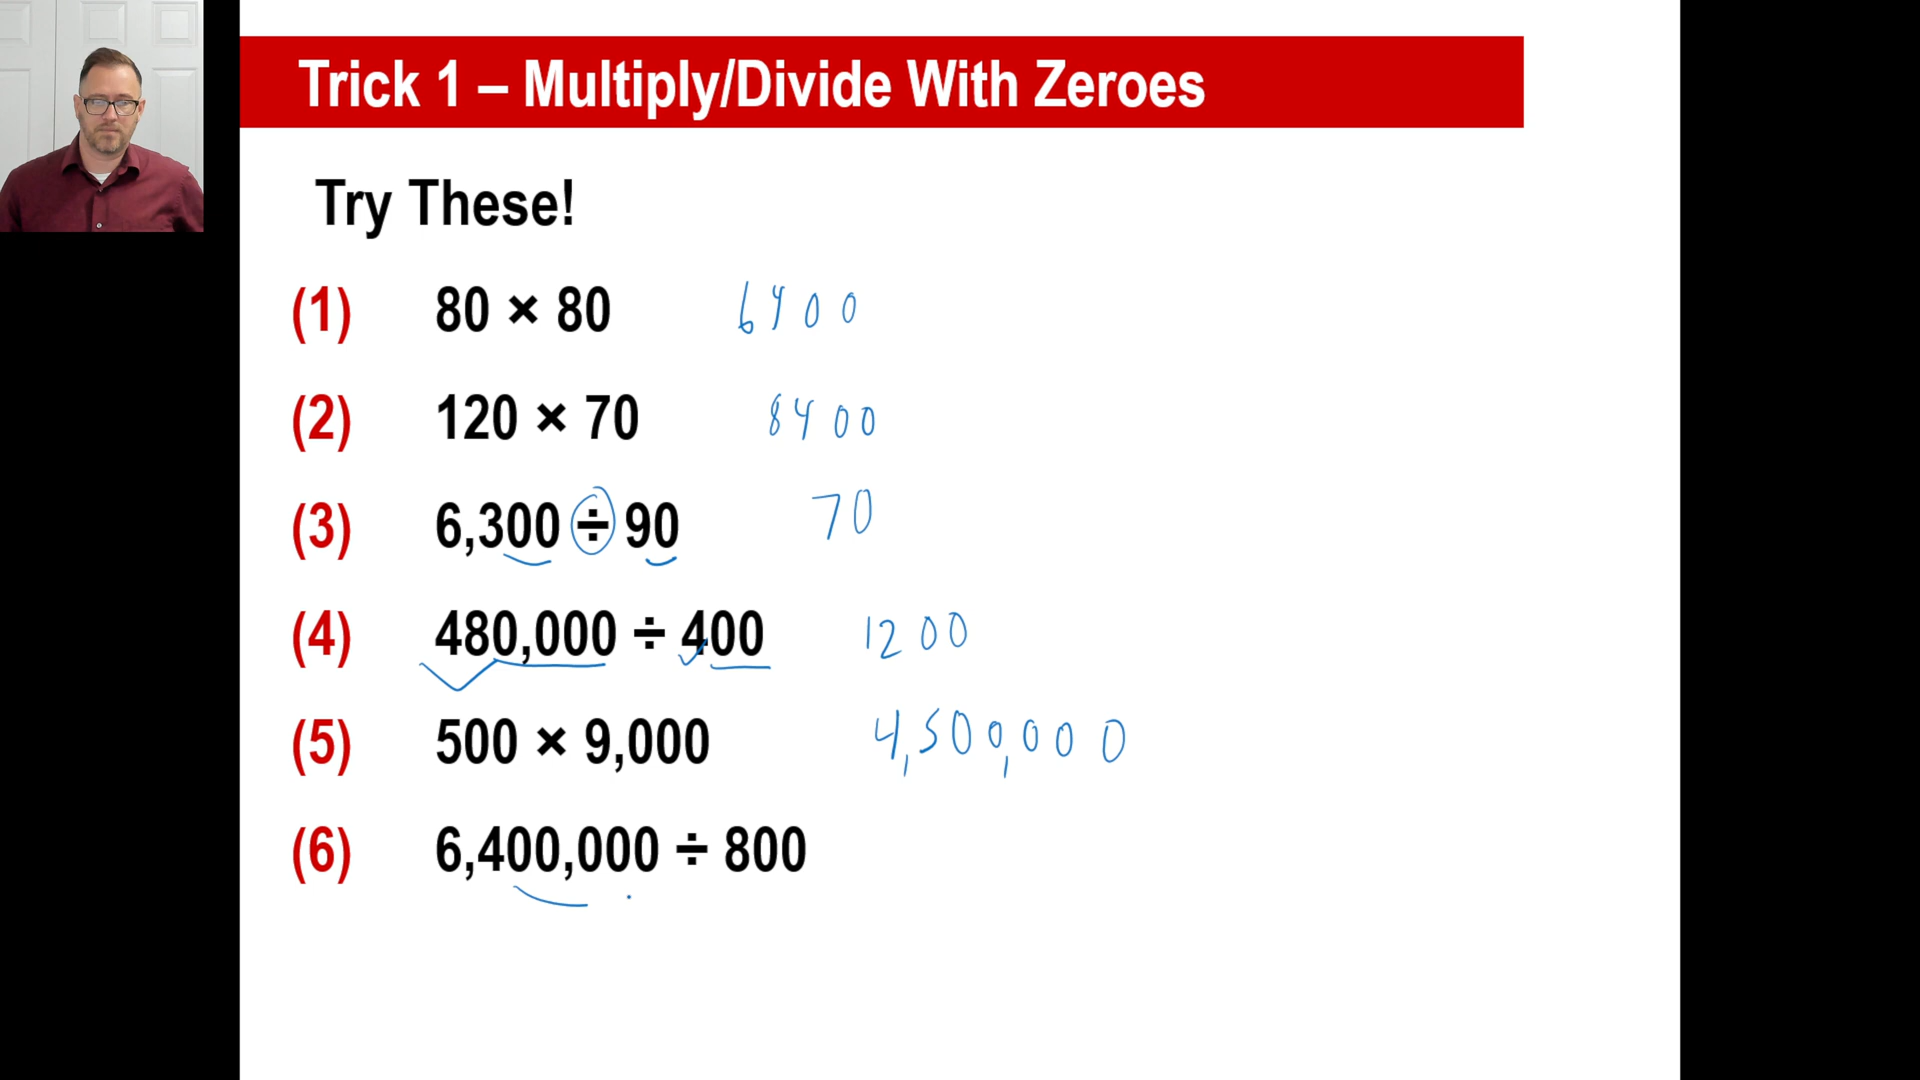 Trick 1 – Multiply/Divide With Zeroes
Try These!
(1) 80 × 80 6400
(2) 120 × 70 8400
(3) 6,300 ÷ 90 70
(4) 480,000 ÷ 400 1200
(5) 500 × 9,000 4,500,000
(6) 6,400,000 ÷ 800